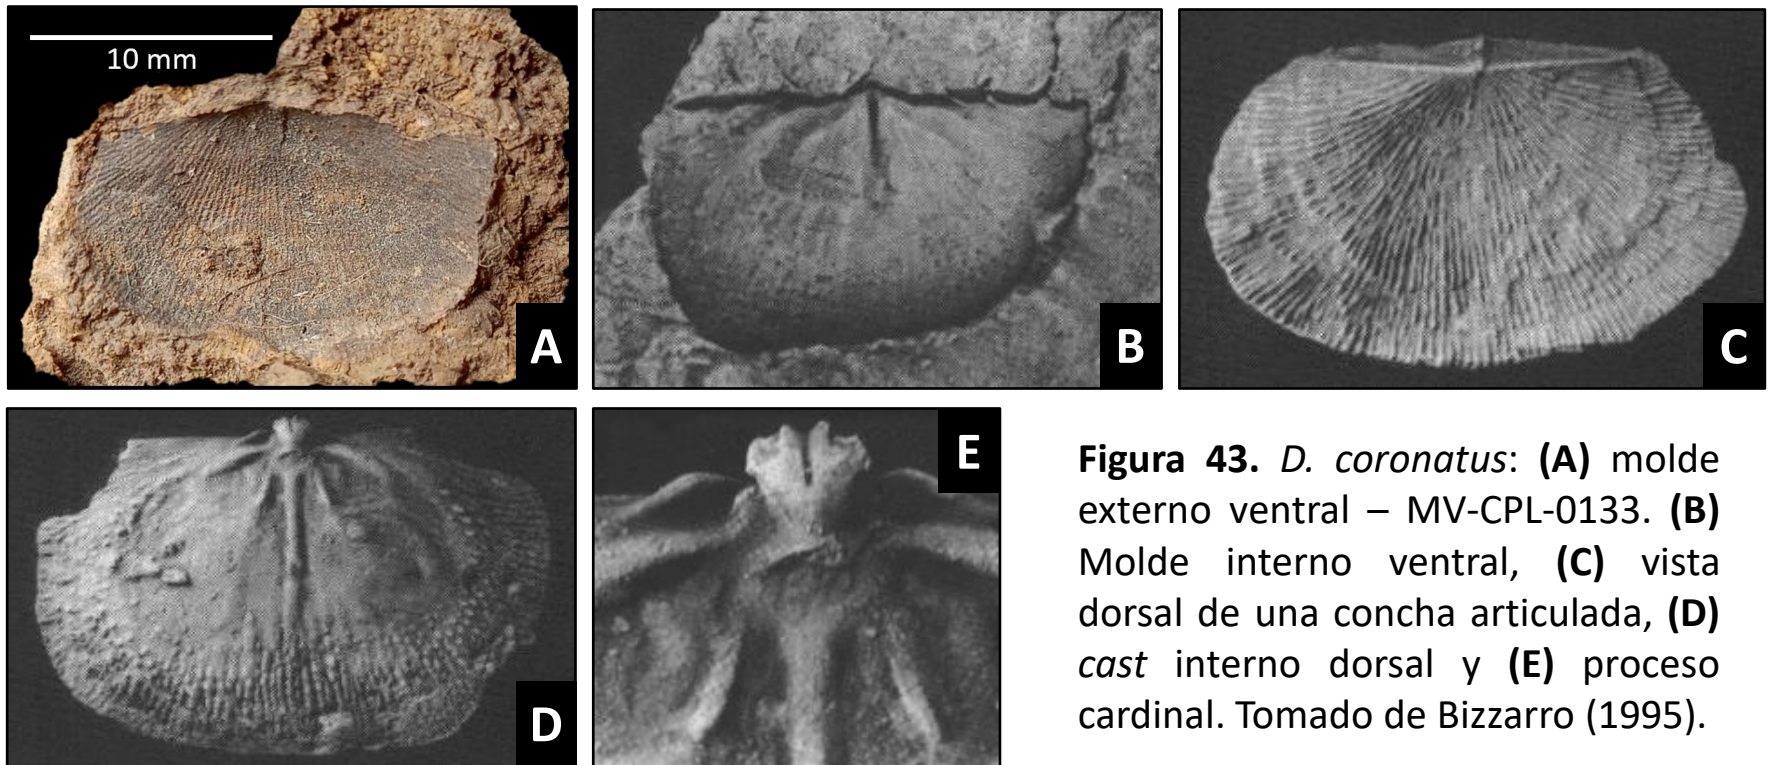 10 mm
A
B
C
D
E
Figura 43. D. coronatus: (A) molde
externo ventral – MV-CPL-0133. (B)
Molde interno ventral, (C) vista
dorsal de una concha articulada, (D)
cast interno dorsal y (E) proceso
cardinal. Tomado de Bizzarro (1995).